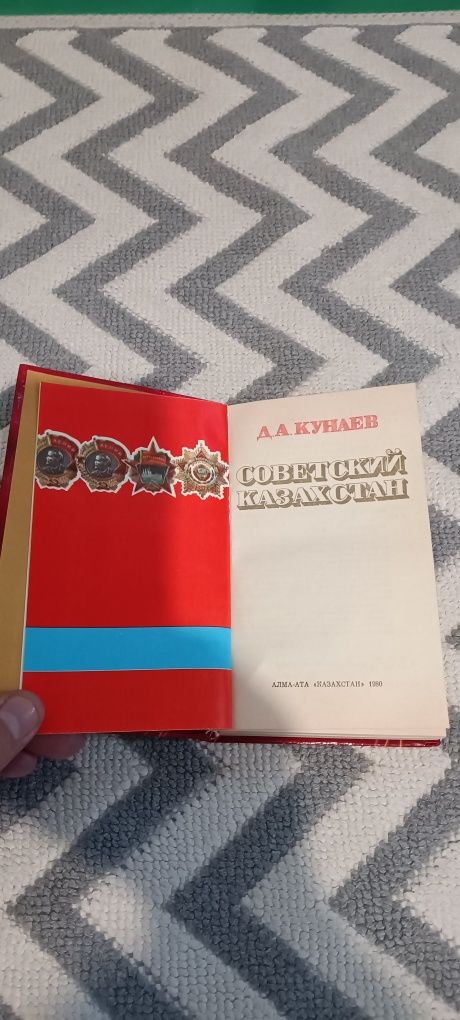 Д.А. КУНАЕВ
СОВЕТСКИЙ
КАЗАХСТАН
АЛМА-АТА «КАЗАХСТАН» 1980